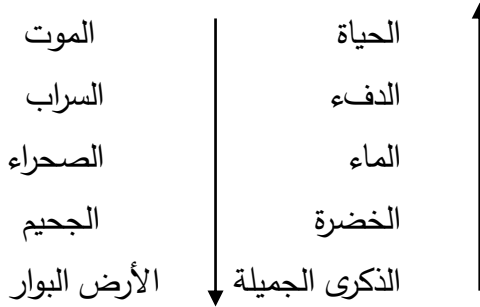 الحياة الموت
الدفء السراب
الماء الصحراء
الخضرة الجحيم
الذكرى الجميلة الأرض البوار